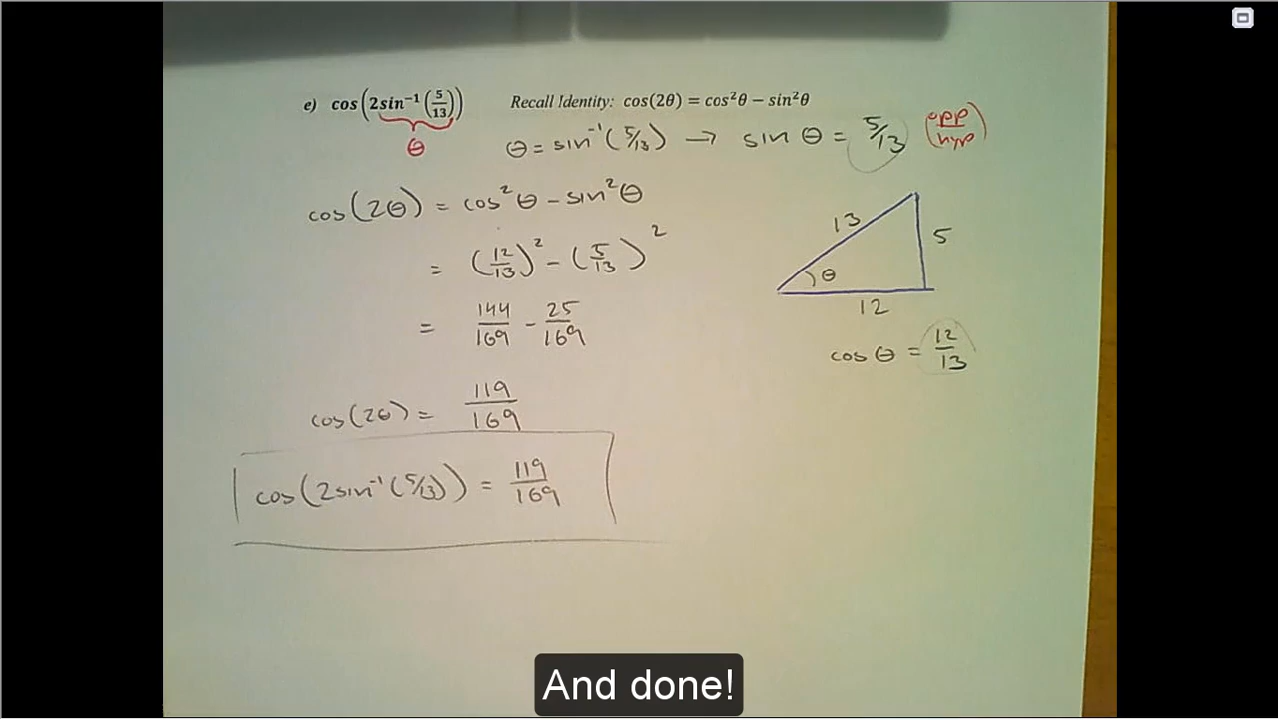 e) cos(2sin⁻¹(5/13)) Recall Identity: cos(2θ) = cos²θ − sin²θ
θ
θ = sin⁻¹(5/13) → sin θ = 5/13 (opp/hyp)
cos(2θ) = cos²θ − sin²θ
= (12/13)² − (5/13)²
= 144/169 − 25/169
cos(2θ) = 119/169
cos(2sin⁻¹(5/13)) = 119/169
13
5
θ
12
cos θ = 12/13
And done!